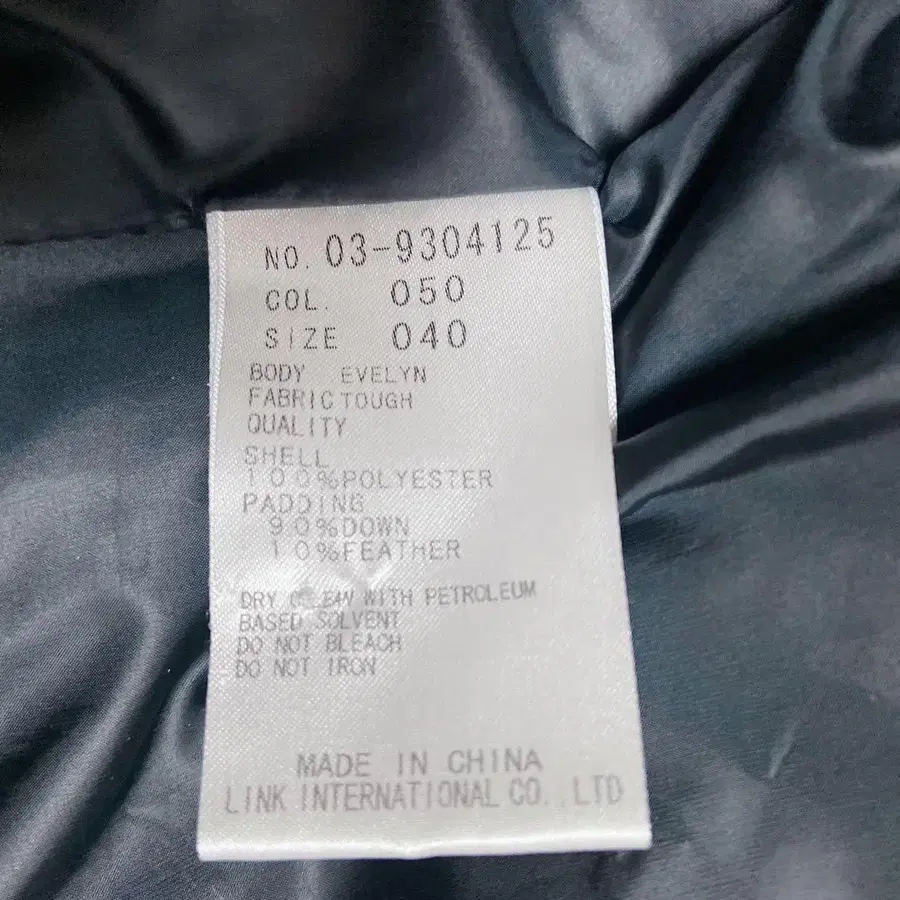 NO. 03-9304125
COL. 050
SIZE 040
BODY EVELYN
FABRIC TOUGH
QUALITY
SHELL
100%POLYESTER
PADDING
90%DOWN
10%FEATHER
DRY WITH PETROLEUM
BASED SOLVENT
DO NOT BLEACH
DO NOT IRON
MADE IN CHINA
LINK INTERNATIONAL CO.,LTD